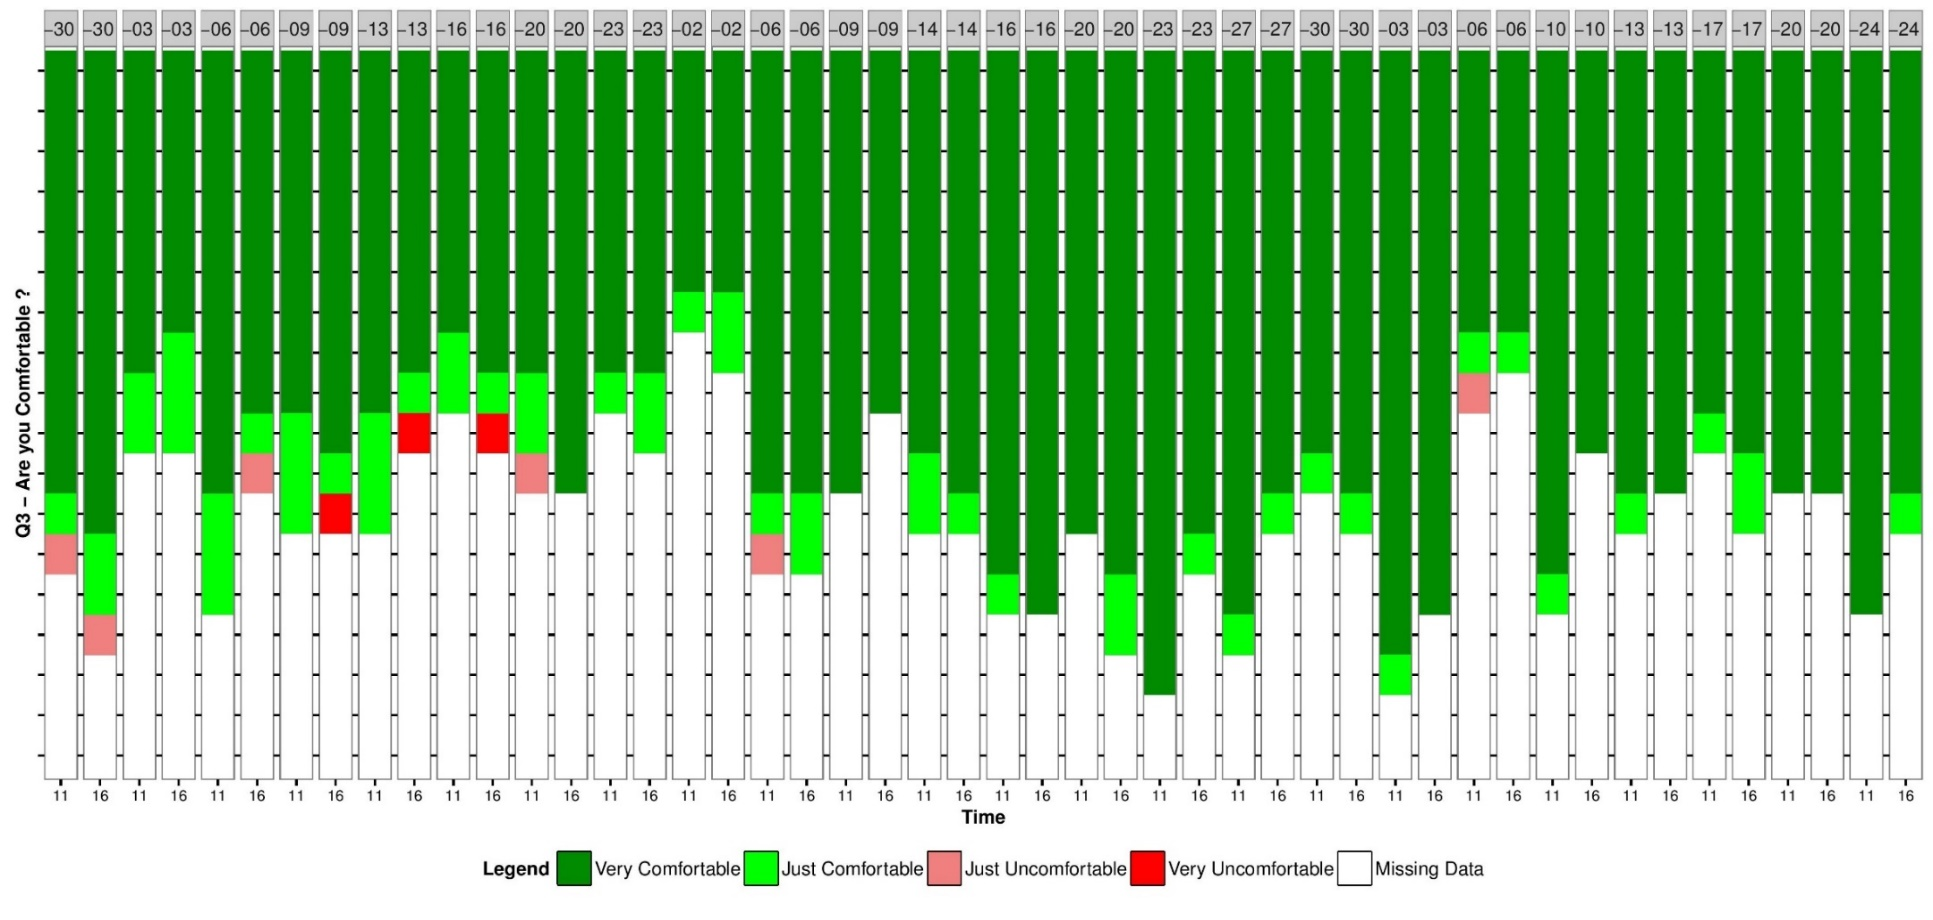 –30 –30 –03 –03 –06 –06 –09 –09 –13 –13 –16 –16 –20 –20 –23 –23 –02 –02 –06 –06 –09 –09 –14 –14 –16 –16 –20 –20 –23 –23 –27 –27 –30 –30 –03 –03 –06 –06 –10 –10 –13 –13 –17 –17 –20 –20 –24 –24
Q3 – Are you Comfortable ?
11 16 11 16 11 16 11 16 11 16 11 16 11 16 11 16 11 16 11 16 11 16 11 16 11 16 11 16 11 16 11 16 11 16 11 16 11 16 11 16 11 16 11 16 11 16 11 16
Time
Legend Very Comfortable Just Comfortable Just Uncomfortable Very Uncomfortable Missing Data